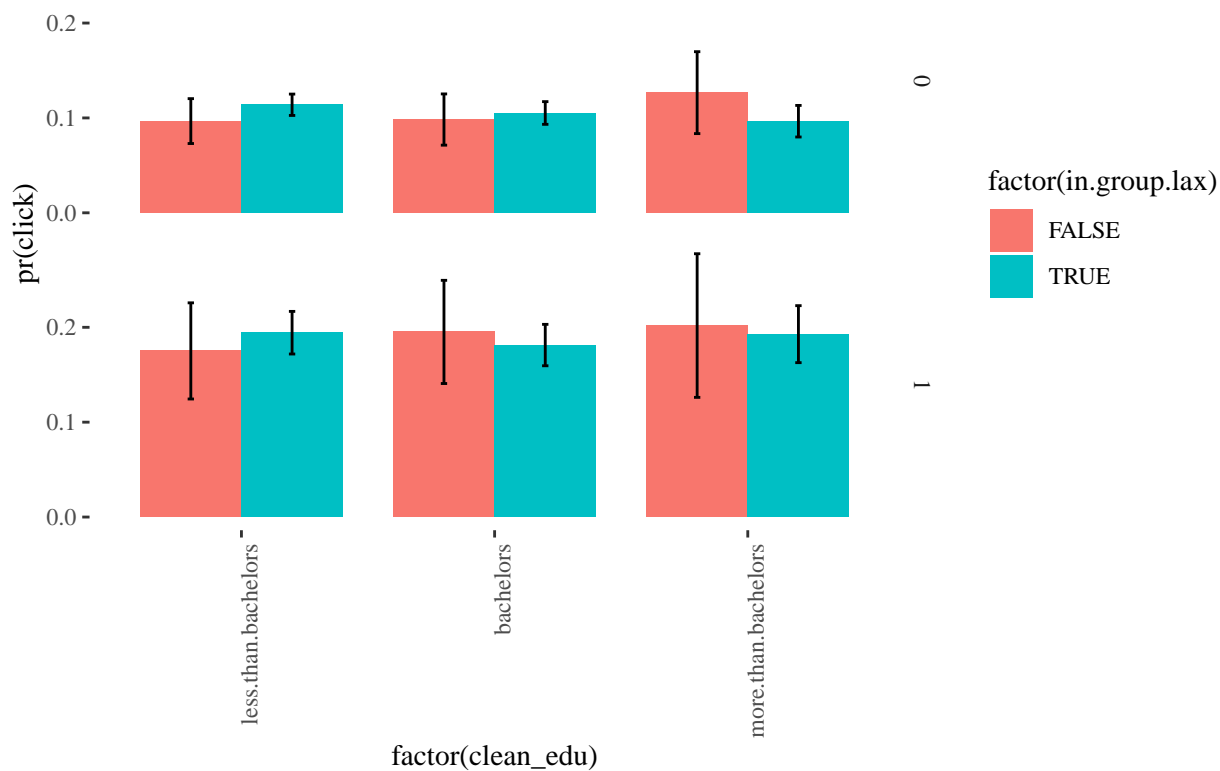 pr(click)
0.2
0.1
0.0
0
0.2
0.1
0.0
1
less.than.bachelors
bachelors
more.than.bachelors
factor(clean_edu)
factor(in.group.lax)
FALSE
TRUE